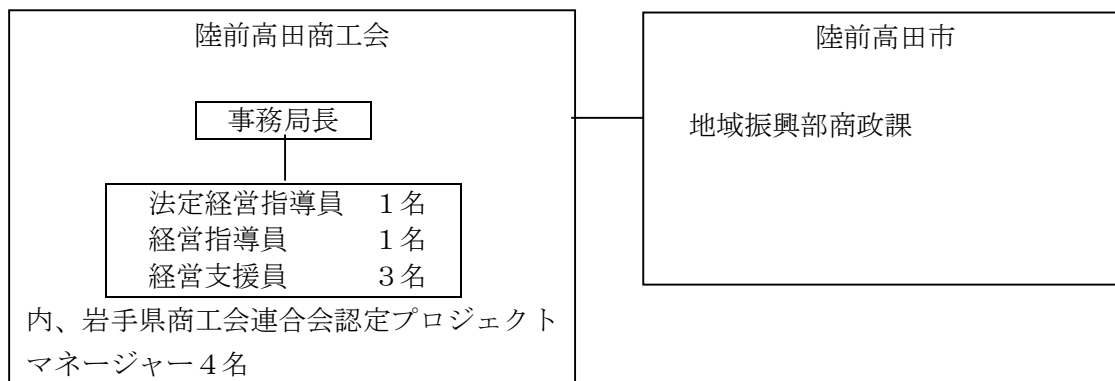 陸前高田商工会
事務局長
法定経営指導員　１名
経営指導員　１名
経営支援員　３名
内、岩手県商工会連合会認定プロジェクト
マネージャー４名
陸前高田市
地域振興部商政課